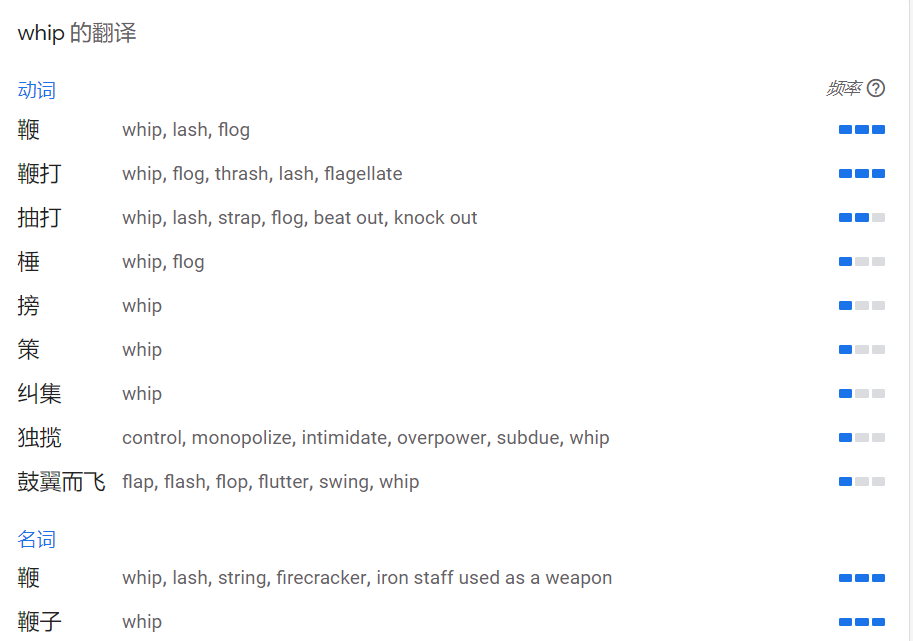 whip 的翻译
动词 频率
鞭 whip, lash, flog
鞭打 whip, flog, thrash, lash, flagellate
抽打 whip, lash, strap, flog, beat out, knock out
棰 whip, flog
搒 whip
策 whip
纠集 whip
独揽 control, monopolize, intimidate, overpower, subdue, whip
鼓翼而飞 flap, flash, flop, flutter, swing, whip
名词
鞭 whip, lash, string, firecracker, iron staff used as a weapon
鞭子 whip